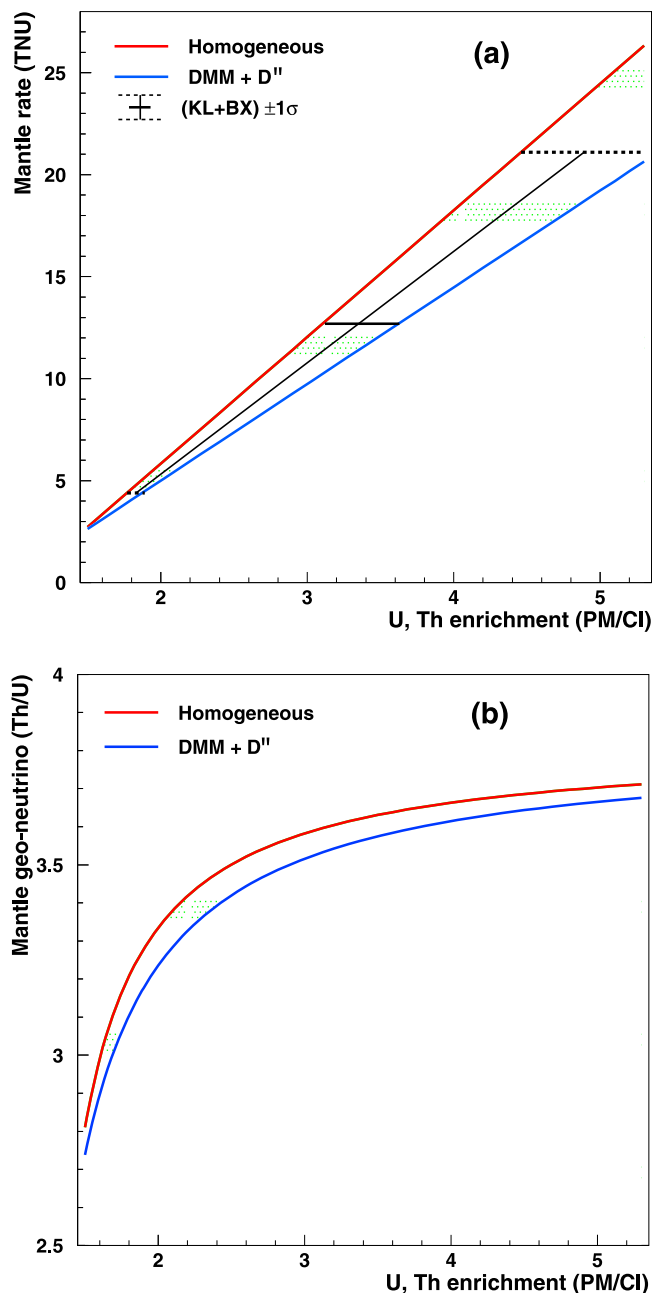 Homogeneous
DMM + D"
(KL+BX) ±1σ
(a)
Mantle rate (TNU)
25
20
15
10
5
0
2 3 4 5
U, Th enrichment (PM/CI)
4
Homogeneous
DMM + D"
(b)
Mantle geo-neutrino (Th/U)
3.5
3
2.5
2 3 4 5
U, Th enrichment (PM/CI)